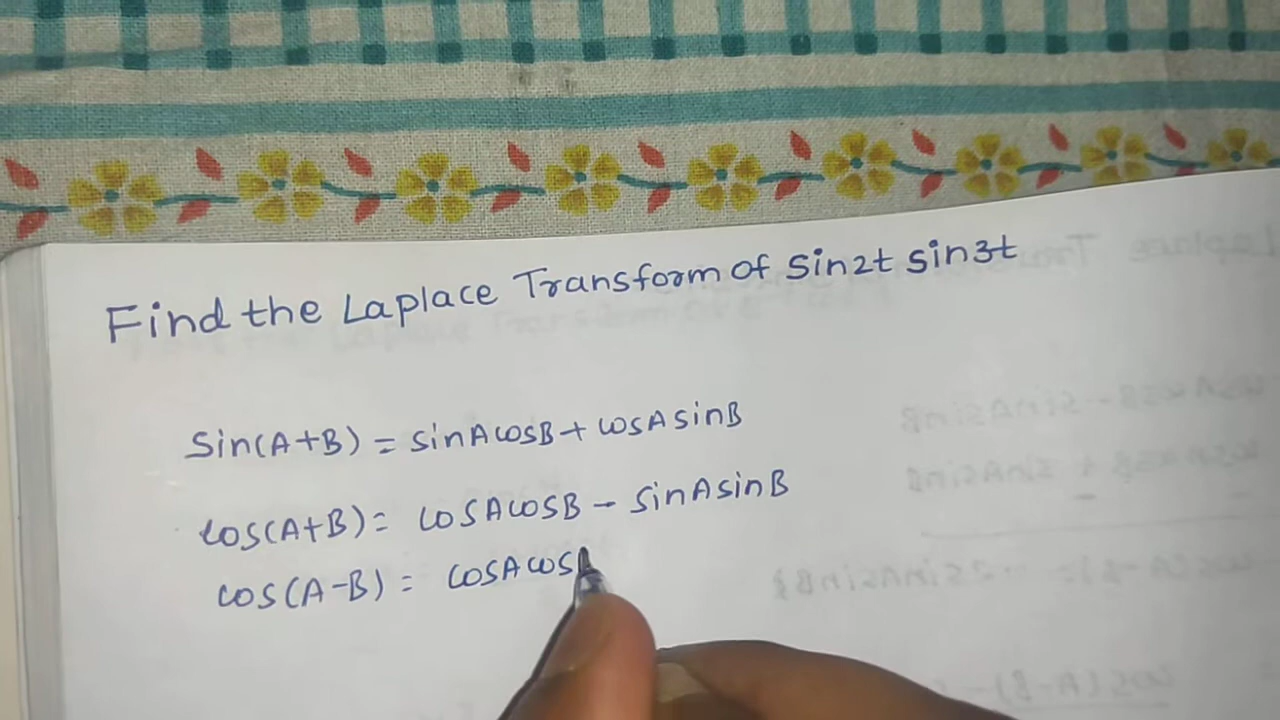 Find the Laplace Transform of sin2t sin3t
Sin(A+B) = sinAcosB + cosAsinB
cos(A+B) = cosAcosB - sinAsinB
cos(A-B) = cosAcos